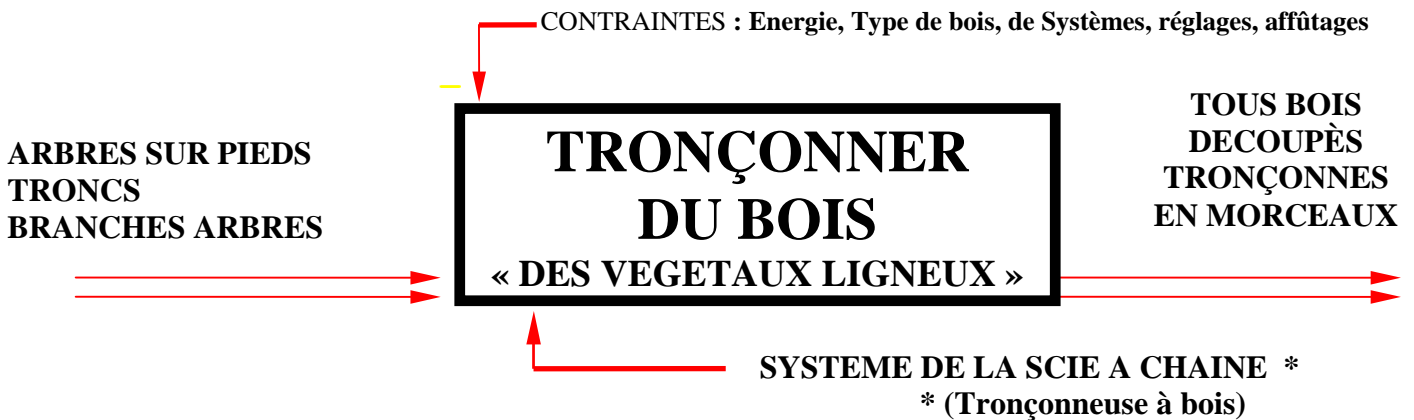 CONTRAINTES : Energie, Type de bois, de Systèmes, réglages, affûtages
ARBRES SUR PIEDS
TRONCS
BRANCHES ARBRES
TRONÇONNER
DU BOIS
« DES VEGETAUX LIGNEUX »
TOUS BOIS
DECOUPÈS
TRONÇONNES
EN MORCEAUX
SYSTEME DE LA SCIE A CHAINE *
* (Tronçonneuse à bois)